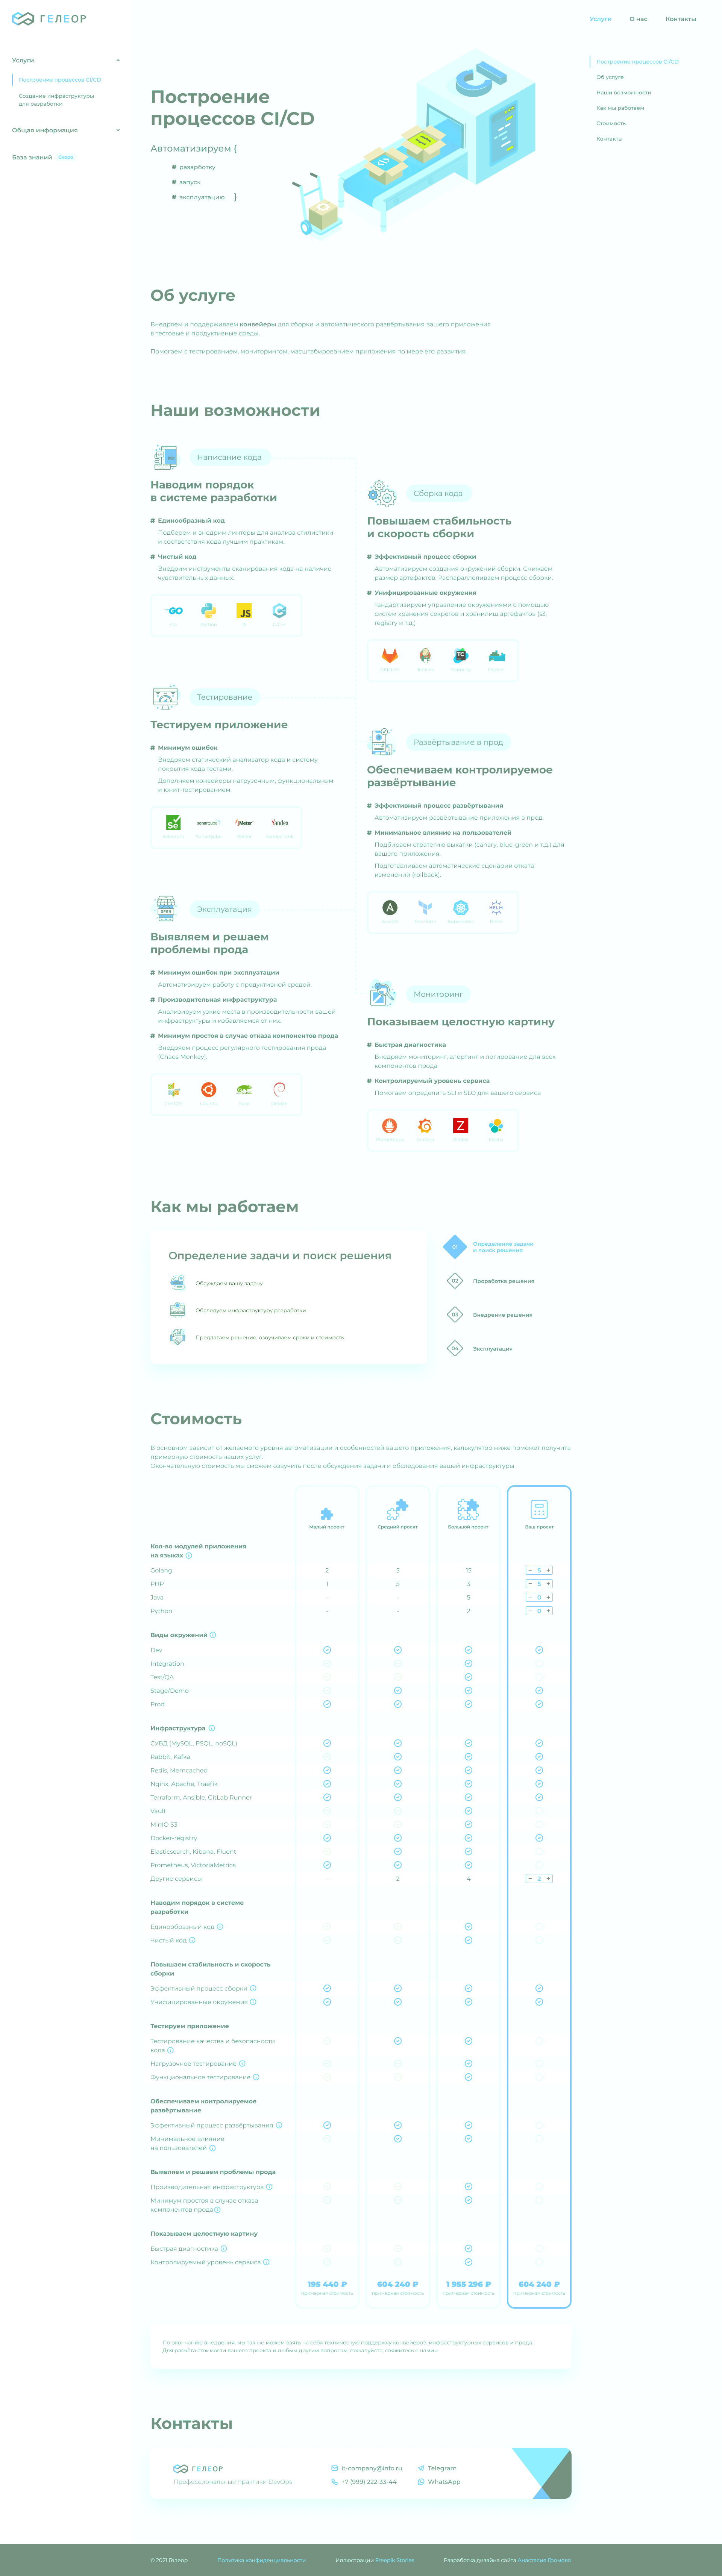 ГЕЛЕОР
Услуги
О нас
Контакты
Услуги
Построение процессов CI/CD
Создание инфраструктуры
для разработки
Общая информация
База знаний Скоро
Построение процессов CI/CD
Об услуге
Наши возможности
Как мы работаем
Стоимость
Контакты
Построение
процессов CI/CD
Автоматизируем {
# разарботку
# запуск
# эксплуатацию }
Об услуге
Внедряем и поддерживаем конвейеры для сборки и автоматического развёртывания вашего приложения
в тестовые и продуктивные среды.
Помогаем с тестированием, мониторингом, масштабированием приложения по мере его развития.
Наши возможности
Написание кода
Наводим порядок
в системе разработки
# Единообразный код
Подберем и внедрим линтеры для анализа стилистики
и соответствия кода лучшим практикам.
# Чистый код
Внедрим инструменты сканирования кода на наличие
чувствительных данных.
GO
JS
Сборка кода
Повышаем стабильность
и скорость сборки
# Эффективный процесс сборки
Автоматизируем создания окружений сборки. Снижаем
размер артефактов. Распараллеливаем процесс сборки.
# Унифицированные окружения
тандартизируем управление окружениями с помощью
систем хранения секретов и хранилищ артефактов (s3,
registry и т.д.)
Тестирование
Тестируем приложение
# Минимум ошибок
Внедряем статический анализатор кода и систему
покрытия кода тестами.
Дополняем конвейеры нагрузочным, функциональным
и юнит-тестированием.
Se
Meter
Yandex
Развёртывание в прод
Обеспечиваем контролируемое
развёртывание
# Эффективный процесс развёртывания
Автоматизируем развёртывание приложения в прод.
# Мининальное влияние на пользователей
Подбираем стратегию выкатки (canary, blue-green и т.д.) для
вашего приложения.
Подготавливаем автоматические сценарии отката
изменений (rollback).
HELM
Эксплуатация
OPEN
Выявляем и решаем
проблемы прода
# Минимум ошибок при эксплуатации
Автоматизируем работу с продуктивной средой.
# Производительная инфраструктура
Анализируем узкие места в производительности вашей
инфраструктуры и избавляемся от них.
# Минимум простоя в случае отказа компонентов прода
Внедряем процесс регулярного тестирования прода
(Chaos Monkey).
Мониторинг
Показываем целостную картину
# Быстрая диагностика
Внедряем мониторинг, алертинг и логирование для всех
компонентов прода
# Контролируемый уровень сервиса
Помогаем определить SLI и SLO для вашего сервиса
Z
Как мы работаем
Определение задачи и поиск решения
Обсуждаем вашу задачу
Обследуем инфраструктуру разработки
Предлагаем решение, озвучиваем сроки и стоимость
01 Определение задачи
и поиск решения
02 Проработка решения
03 Внедрение решения
04 Эксплуатация
Стоимость
В основном зависит от желаемого уровня автоматизации и особенностей вашего приложения, калькулятор ниже поможет получить
примерную стоимость наших услуг.
Окончательную стоимость мы сможем озвучить после обсуждения задачи и обследования вашей инфраструктуры
Малый проект Средний проект Большой проект Ваш проект
Кол-во модулей приложения
на языках
Golang 2 5 15 − 5 +
PHP 1 5 3 − 5 +
Java - - 5 − 0 +
Python - - 2 − 0 +
Виды окружений
Dev
Integration
Test/QA
Stage/Demo
Prod
Инфраструктура
СУБД (MySQL, PSQL, noSQL)
Rabbit, Kafka
Redis, Memcached
Nginx, Apache, Traefik
Terraform, Ansible, GitLab Runner
Vault
MinIO S3
Docker-registry
Elasticsearch, Kibana, Fluent
Prometheus, VictoriaMetrics
Другие сервисы - 2 4 − 2 +
Наводим порядок в системе
разработки
Единообразный код
Чистый код
Повышаем стабильность и скорость
сборки
Эффективный процесс сборки
Унифицированные окружения
Тестируем приложение
Тестирование качества и безопасности
кода
Нагрузочное тестирование
Функциональное тестирование
Обеспечиваем контролируемое
развёртывание
Эффективный процесс развёртывания
Минимальное влияние
на пользователей
Выявляем и решаем проблемы прода
Производительная инфраструктура
Минимум простоя в случае отказа
компонентов прода
Показываем целостную картину
Быстрая диагностика
Контролируемый уровень сервиса
195 440 ₽ 604 240 ₽ 1 955 296 ₽ 604 240 ₽
По окончанию внедрения, мы так же можем взять на себя техническую поддержку конвейеров, инфраструктурных сервисов и прода.
Для расчёта стоимости вашего проекта и любым другим вопросам, пожалуйста, свяжитесь с нами
Контакты
ГЕЛЕОР
Профессиональные практики DevOps
it-company@info.ru
+7 (999) 222-33-44
Telegram
WhatsApp
© 2021 Гелеор
Политика конфиденциальности
Иллюстрации Freepik Stories
Разработка дизайна сайта Анастасия Громова